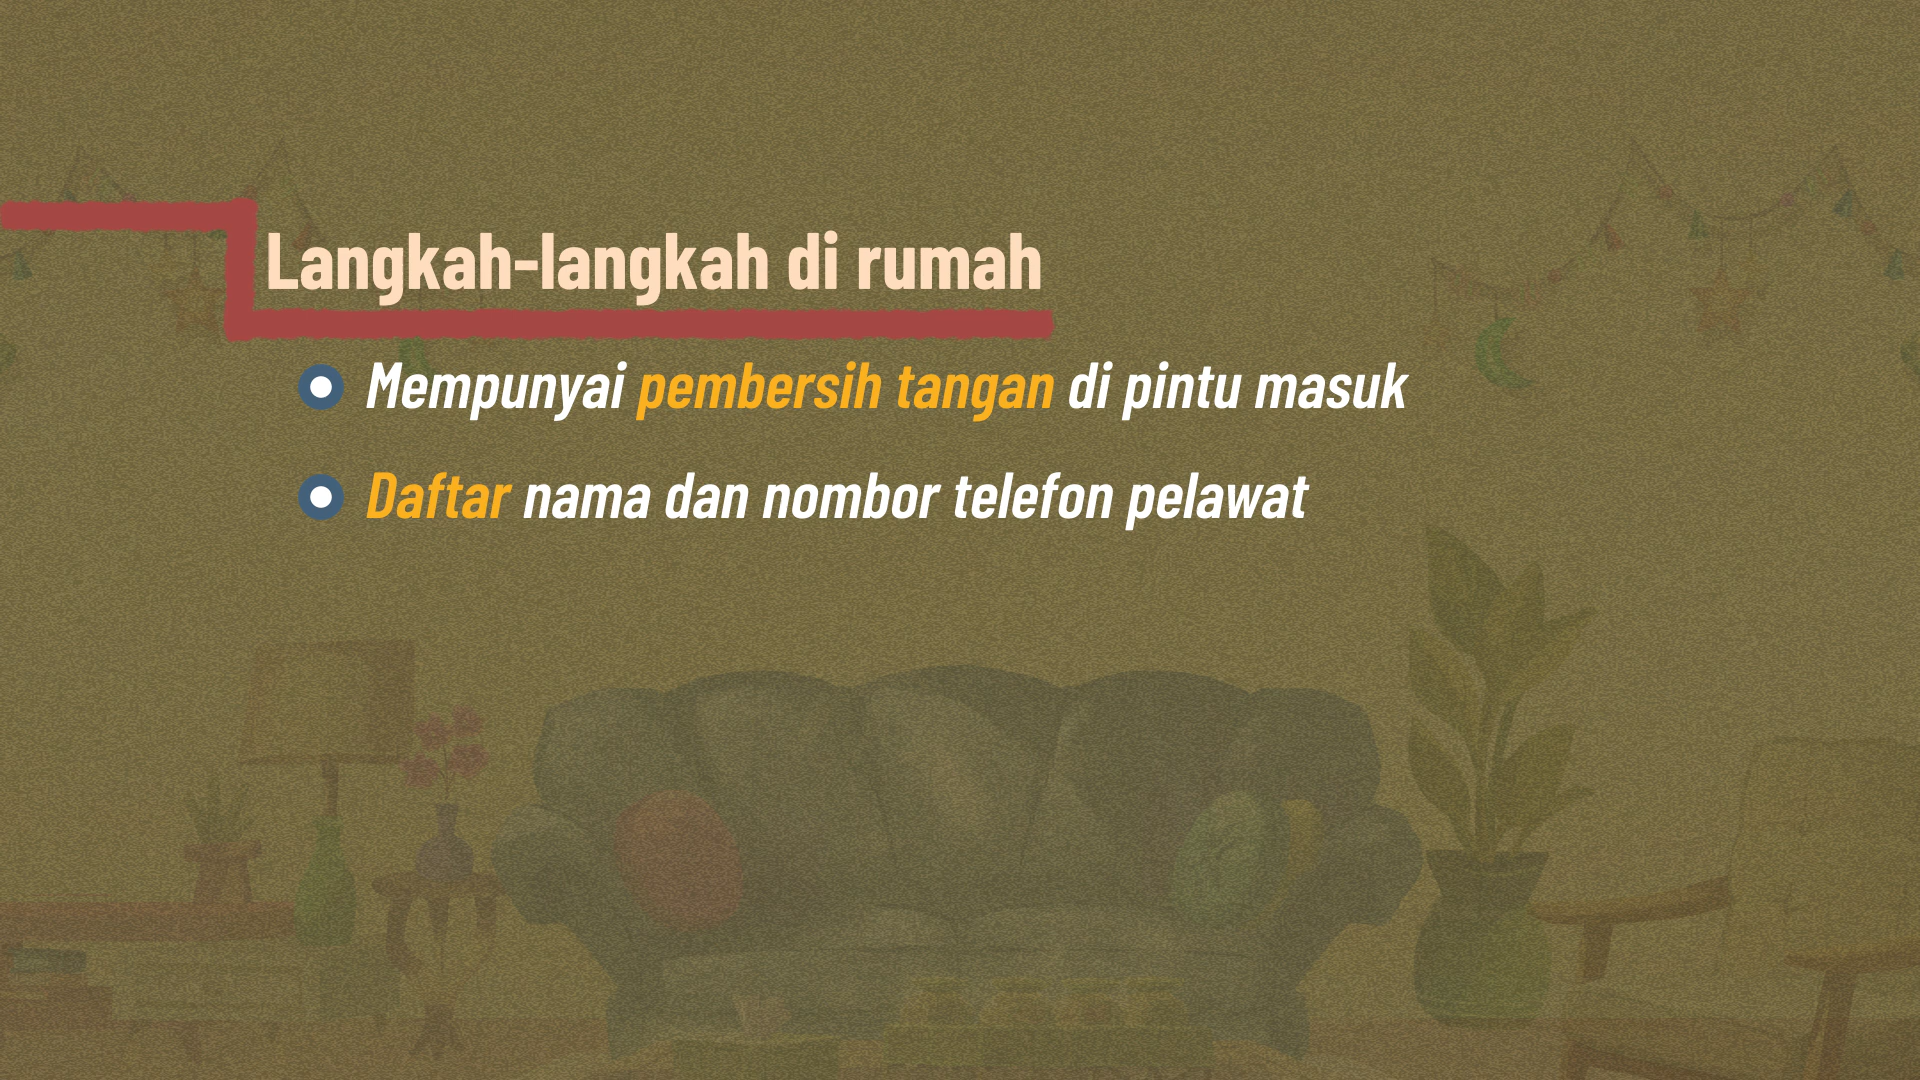 Langkah-langkah di rumah
Mempunyai pembersih tangan di pintu masuk
Daftar nama dan nombor telefon pelawat